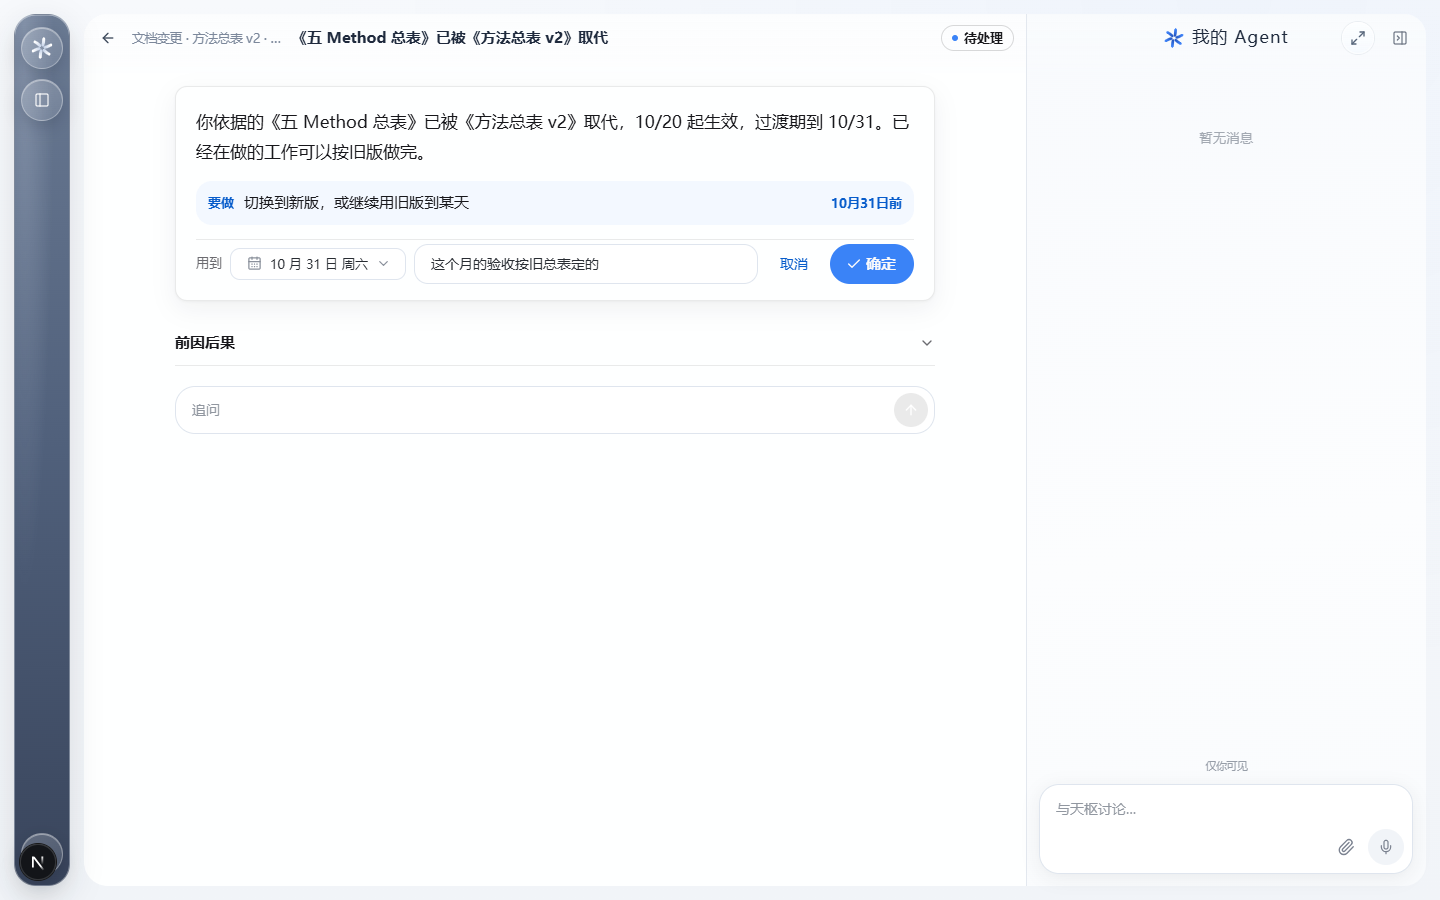 文档变更 · 方法总表 v2 · ...
《五 Method 总表》已被《方法总表 v2》取代
待处理
你依据的《五 Method 总表》已被《方法总表 v2》取代，10/20 起生效，过渡期到 10/31。已
经在做的工作可以按旧版做完。
要做 切换到新版，或继续用旧版到某天
10月31日前
用到
10 月 31 日 周六
这个月的验收按旧总表定的
取消
确定
前因后果
追问
我的 Agent
暂无消息
仅你可见
与天枢讨论...
N